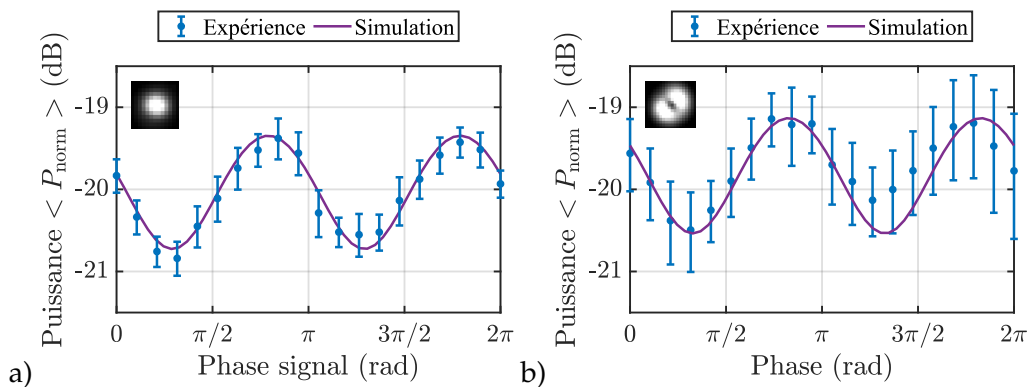 Expérience Simulation
Puissance < P_norm > (dB)
-19
-20
-21
0 π/2 π 3π/2 2π
Phase signal (rad)
a)
Expérience Simulation
Puissance < P_norm > (dB)
-19
-20
-21
0 π/2 π 3π/2 2π
Phase (rad)
b)